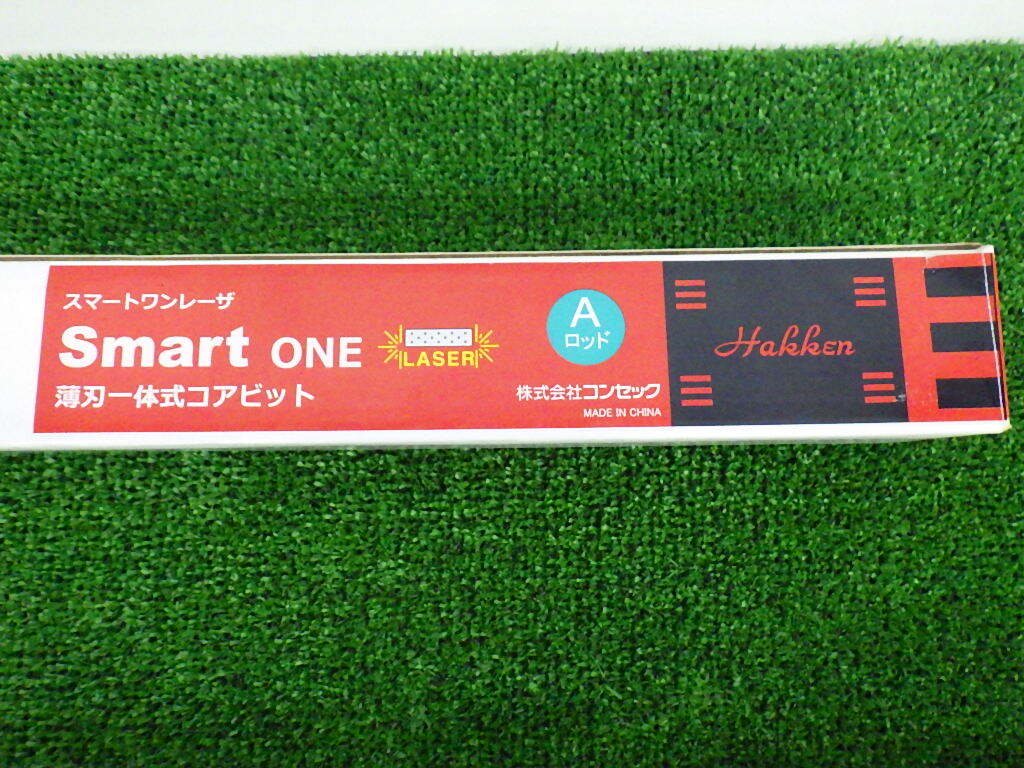 スマートワンレーザ
Smart ONE
LASER
薄刃一体式コアビット
A
ロッド
株式会社コンセック
MADE IN CHINA
Hakken